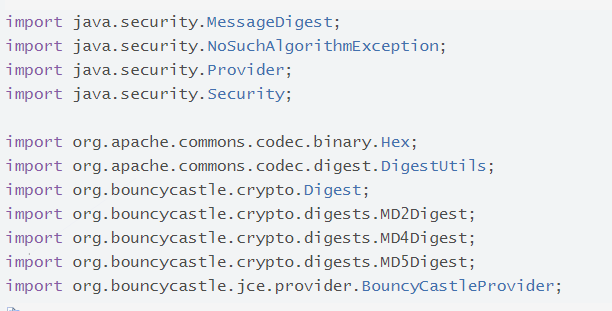 import java.security.MessageDigest;
import java.security.NoSuchAlgorithmException;
import java.security.Provider;
import java.security.Security;
import org.apache.commons.codec.binary.Hex;
import org.apache.commons.codec.digest.DigestUtils;
import org.bouncycastle.crypto.Digest;
import org.bouncycastle.crypto.digests.MD2Digest;
import org.bouncycastle.crypto.digests.MD4Digest;
import org.bouncycastle.crypto.digests.MD5Digest;
import org.bouncycastle.jce.provider.BouncyCastleProvider;